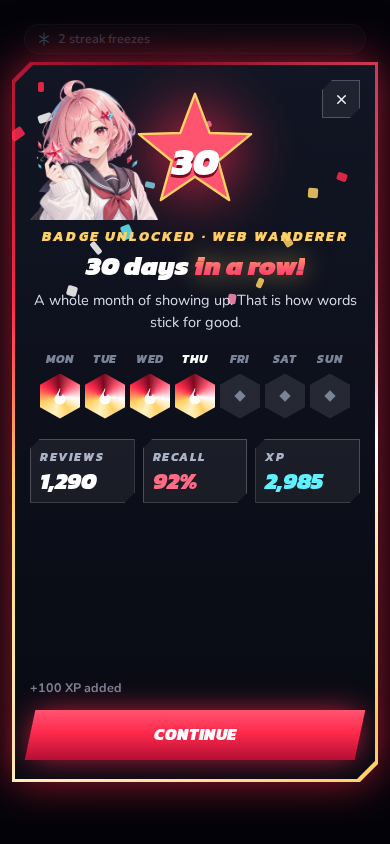 2 streak freezes
30
BADGE UNLOCKED · WEB WANDERER
30 days in a row!
A whole month of showing up. That is how words
stick for good.
MON TUE WED THU FRI SAT SUN
REVIEWS RECALL XP
1,290 92% 2,985
+100 XP added
CONTINUE